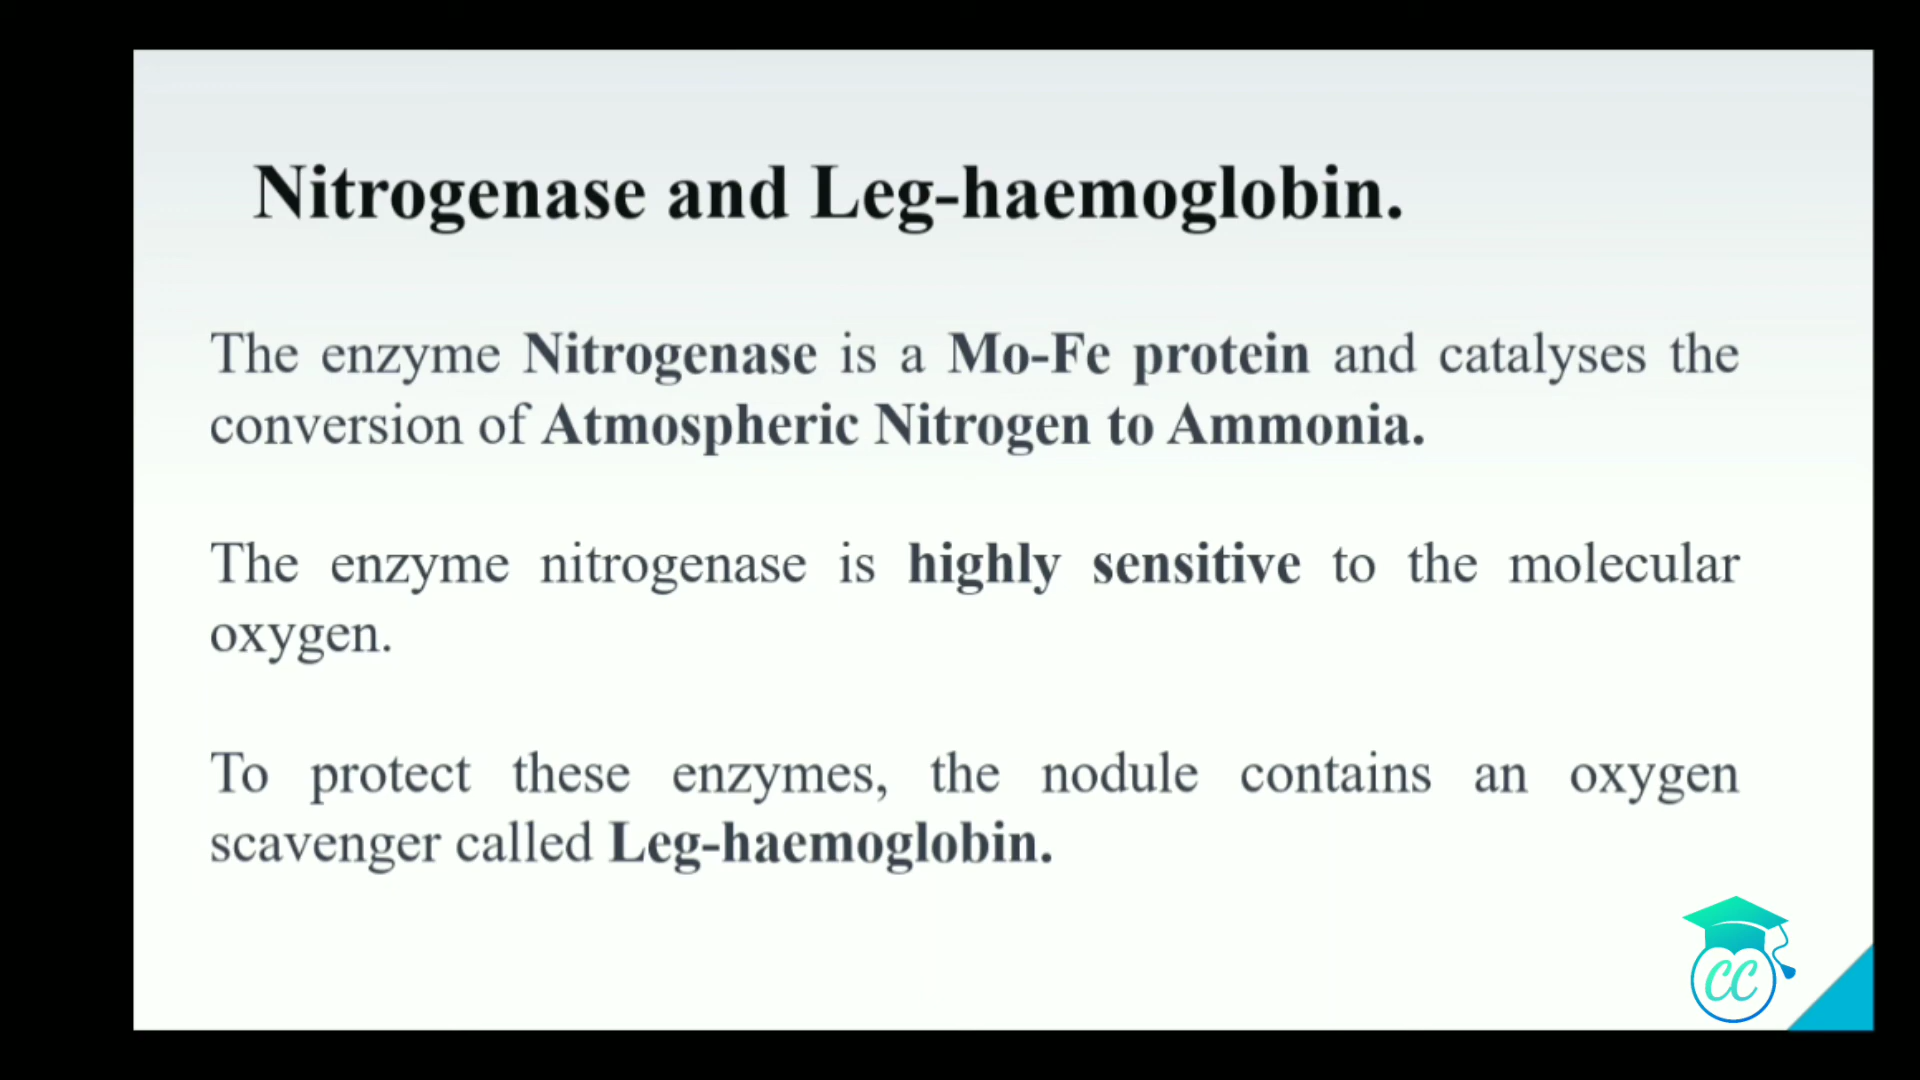 Nitrogenase and Leg-haemoglobin.
The enzyme Nitrogenase is a Mo-Fe protein and catalyses the
conversion of Atmospheric Nitrogen to Ammonia.
The enzyme nitrogenase is highly sensitive to the molecular
oxygen.
To protect these enzymes, the nodule contains an oxygen
scavenger called Leg-haemoglobin.
CC